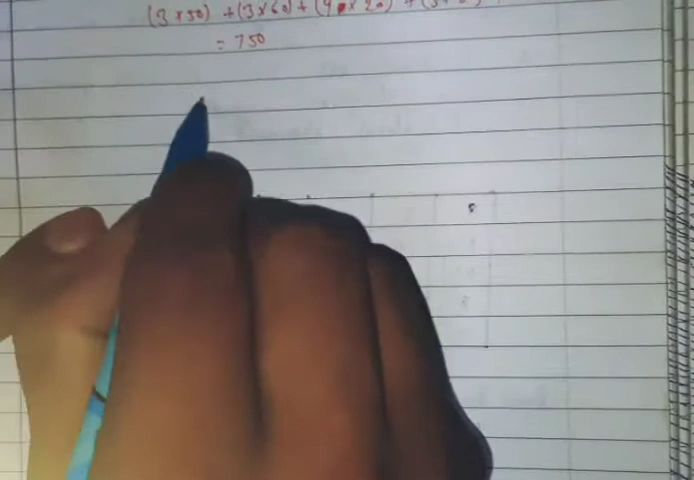 (3 x 50) + (3 x 60) + (4 x 20) +
= 750